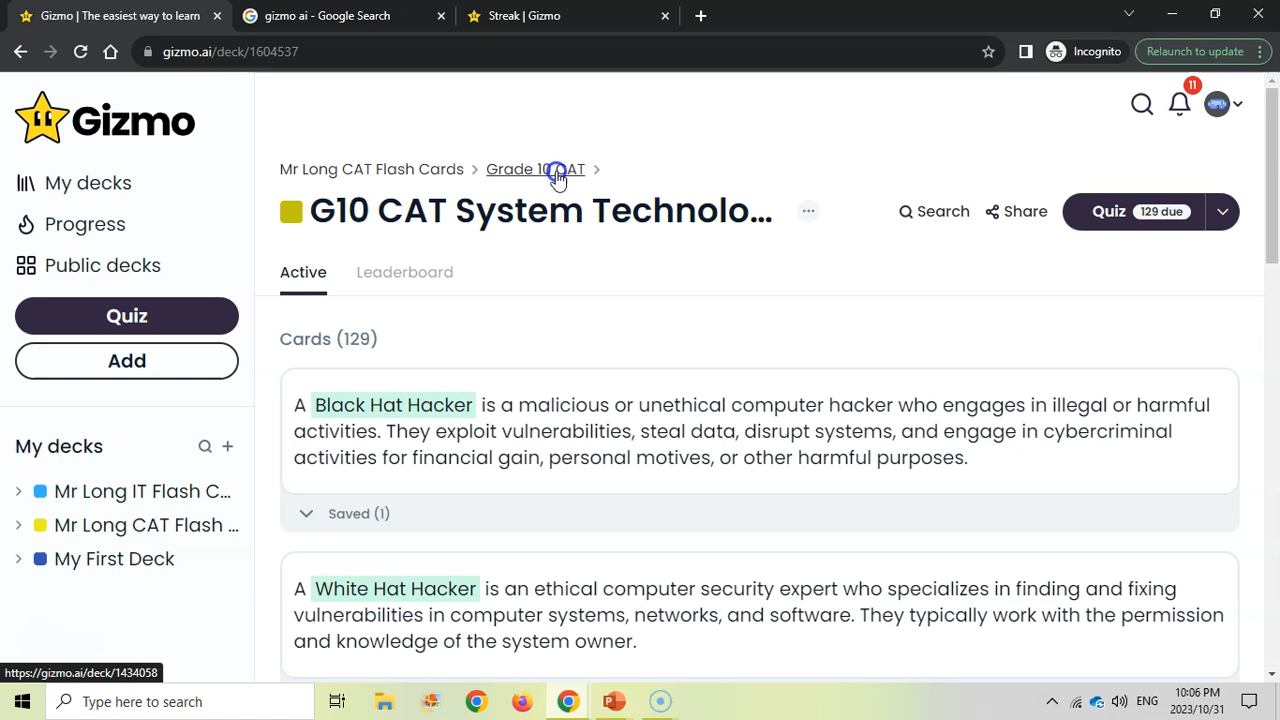 Gizmo | The easiest way to learn
gizmo ai - Google Search
Streak | Gizmo
gizmo.ai/deck/1604537
Incognito
Relaunch to update
Gizmo
11
My decks
Progress
Public decks
Quiz
Add
My decks
Mr Long IT Flash C...
Mr Long CAT Flash ...
My First Deck
Mr Long CAT Flash Cards > Grade 10 CAT >
G10 CAT System Technolo...
Search
Share
Quiz 129 due
Active
Leaderboard
Cards (129)
A Black Hat Hacker is a malicious or unethical computer hacker who engages in illegal or harmful
activities. They exploit vulnerabilities, steal data, disrupt systems, and engage in cybercriminal
activities for financial gain, personal motives, or other harmful purposes.
Saved (1)
A White Hat Hacker is an ethical computer security expert who specializes in finding and fixing
vulnerabilities in computer systems, networks, and software. They typically work with the permission
and knowledge of the system owner.
https://gizmo.ai/deck/1434058
Type here to search
ENG
10:06 PM
2023/10/31